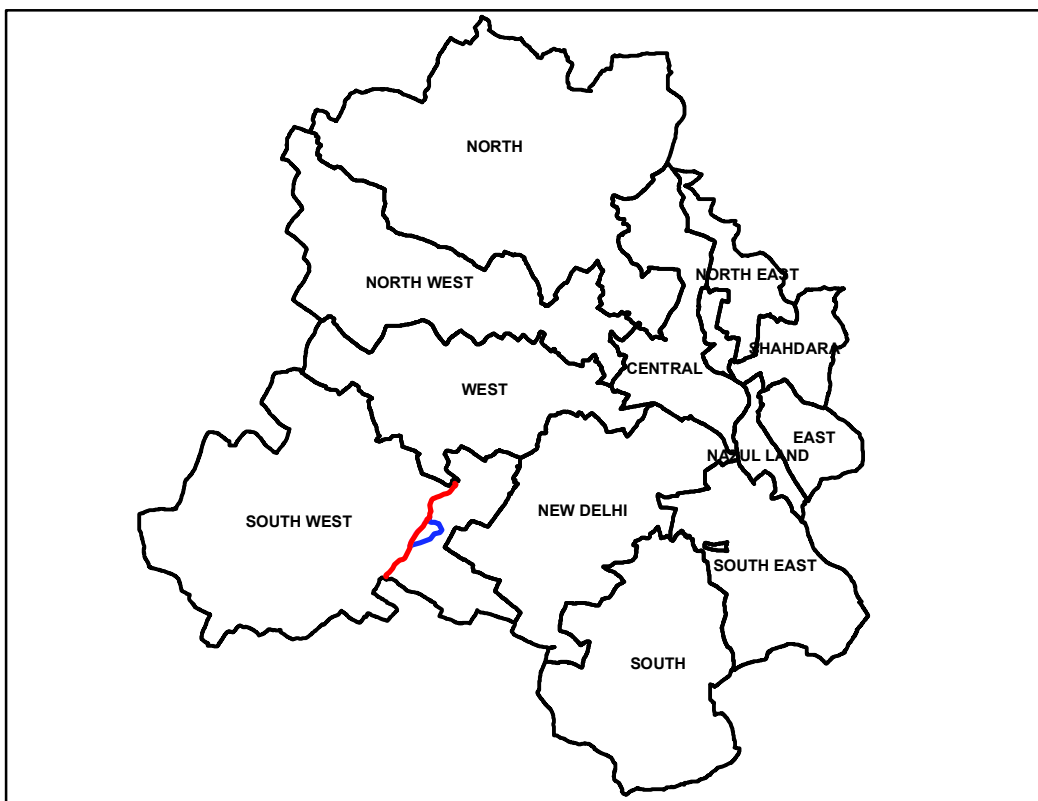 NORTH
NORTH EAST
NORTH WEST
SHAHDARA
CENTRAL
WEST
EAST
NAZUL LAND
NEW DELHI
SOUTH WEST
SOUTH EAST
SOUTH